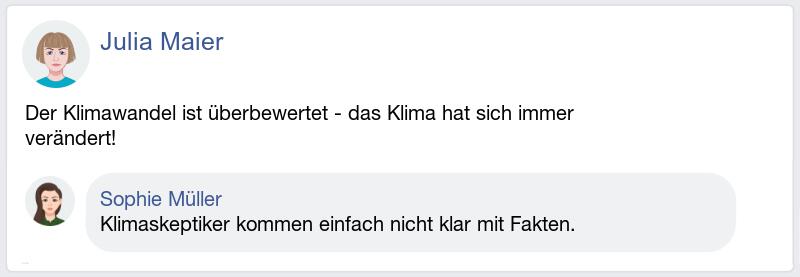 Julia Maier
Der Klimawandel ist überbewertet - das Klima hat sich immer
verändert!
Sophie Müller
Klimaskeptiker kommen einfach nicht klar mit Fakten.